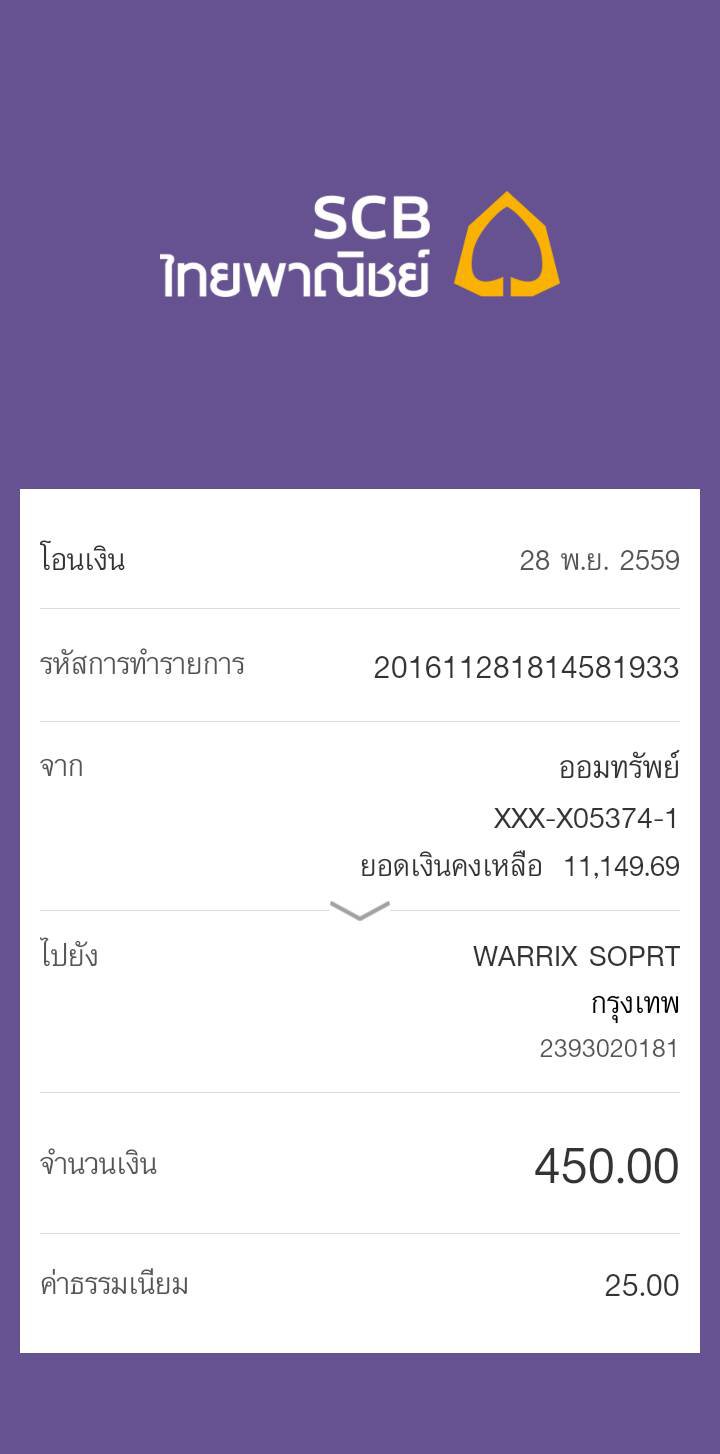 SCB
ไทยพาณิชย์
โอนเงิน 28 พ.ย. 2559
รหัสการทำรายการ 201611281814581933
จาก ออมทรัพย์
XXX-X05374-1
ยอดเงินคงเหลือ 11,149.69
ไปยัง WARRIX SOPRT
กรุงเทพ
2393020181
จำนวนเงิน 450.00
ค่าธรรมเนียม 25.00